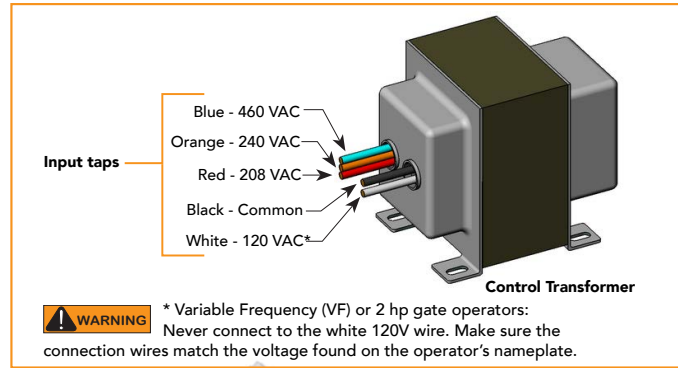 Blue - 460 VAC
Orange - 240 VAC
Input taps
Red - 208 VAC
Black - Common
White - 120 VAC*
Control Transformer
WARNING
* Variable Frequency (VF) or 2 hp gate operators:
Never connect to the white 120V wire. Make sure the
connection wires match the voltage found on the operator’s nameplate.